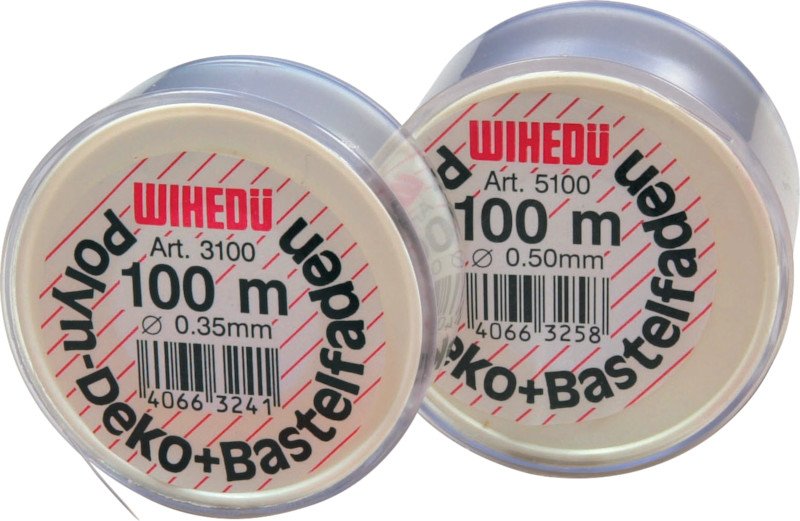 WIHEDÜ
Art. 3100
100 m
Ø 0.35mm
4066 3241
Polyn-Deko+Bastelfaden
WIHEDÜ
Art. 5100
100 m
Ø 0.50mm
4066 3258
eko+Bastelfaden